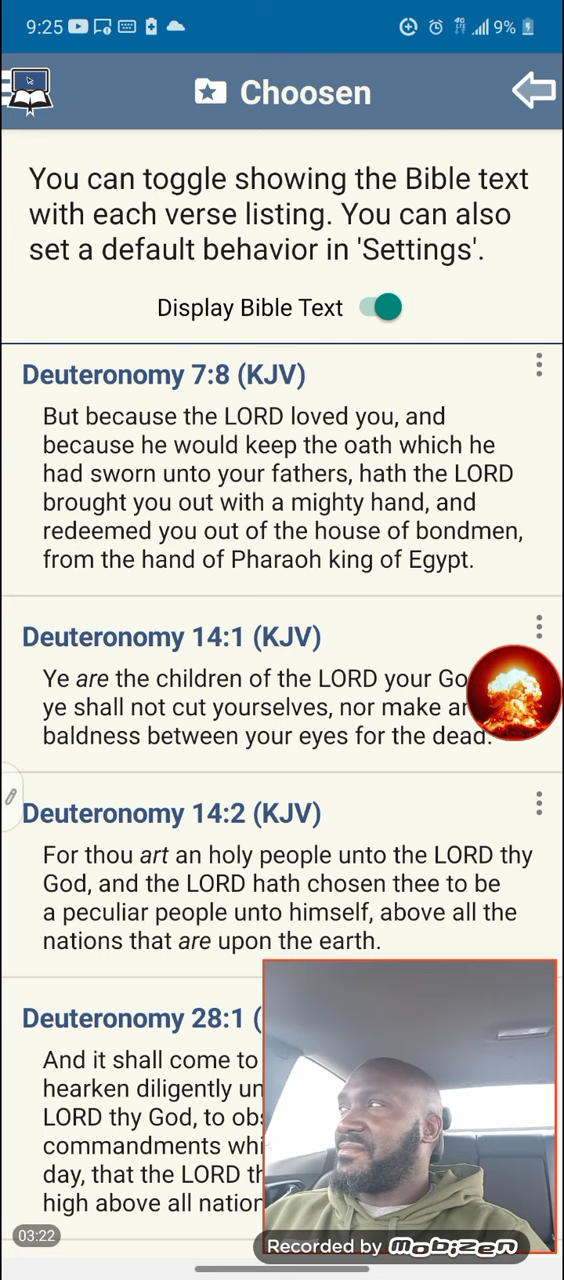 9:25
4G
9%
Choosen
You can toggle showing the Bible text
with each verse listing. You can also
set a default behavior in 'Settings'.
Display Bible Text
Deuteronomy 7:8 (KJV)
But because the LORD loved you, and
because he would keep the oath which he
had sworn unto your fathers, hath the LORD
brought you out with a mighty hand, and
redeemed you out of the house of bondmen,
from the hand of Pharaoh king of Egypt.
Deuteronomy 14:1 (KJV)
Ye are the children of the LORD your
ye shall not cut yourselves, nor make
baldness between your eyes for the dead.
Deuteronomy 14:2 (KJV)
For thou art an holy people unto the LORD thy
God, and the LORD hath chosen thee to be
a peculiar people unto himself, above all the
nations that are upon the earth.
Deuteronomy 28:1 (
And it shall come to
hearken diligently
LORD thy God, to
commandments
day, that the LORD
high above all
03:22
Recorded by Mobizen